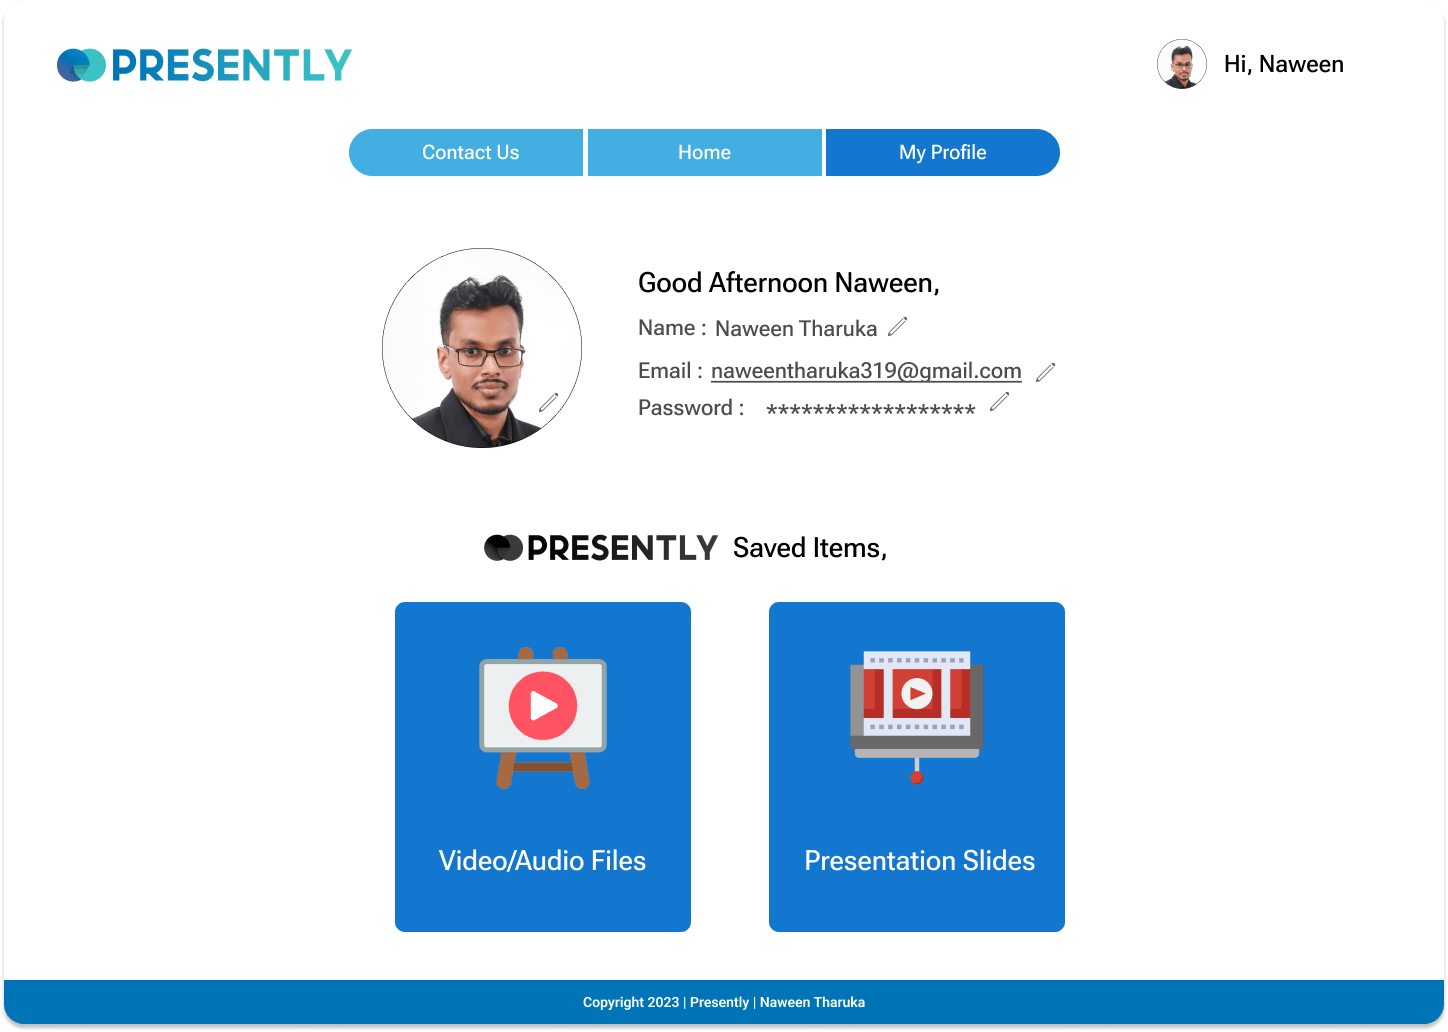 PRESENTLY
Hi, Naween
Contact Us
Home
My Profile
Good Afternoon Naween,
Name : Naween Tharuka
Email : naweentharuka319@gmail.com
Password : ******************
PRESENTLY Saved Items,
Video/Audio Files
Presentation Slides
Copyright 2023 | Presently | Naween Tharuka